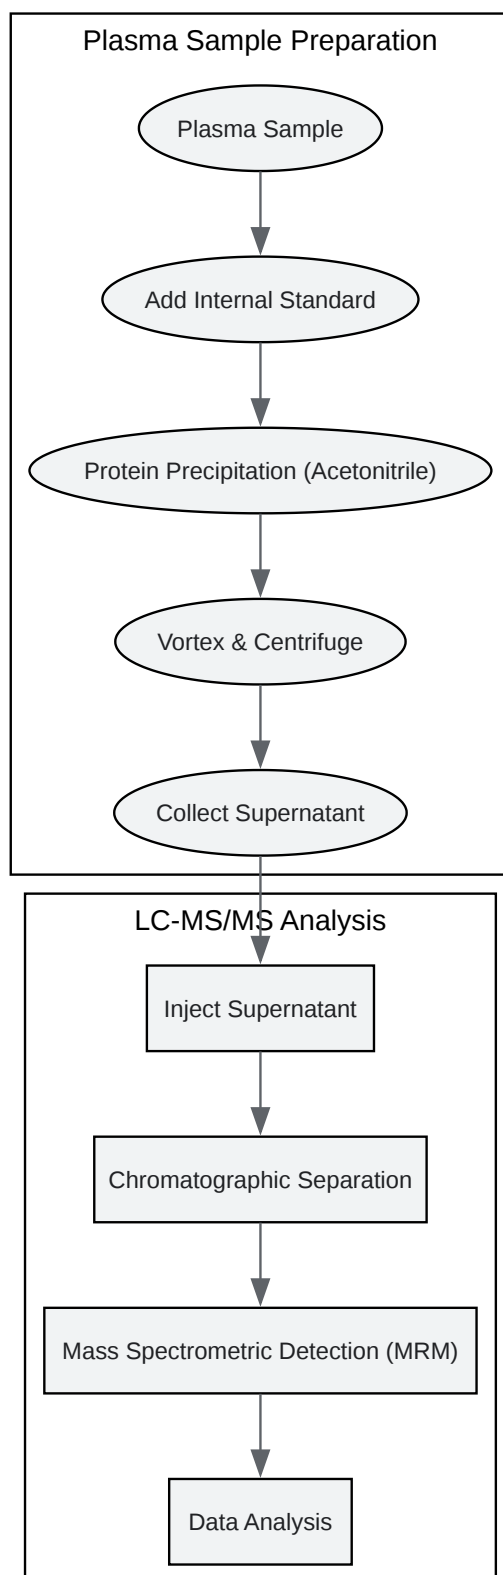 Plasma Sample Preparation
Plasma Sample
Add Internal Standard
Protein Precipitation (Acetonitrile)
Vortex & Centrifuge
Collect Supernatant
LC-MS/MS Analysis
Inject Supernatant
Chromatographic Separation
Mass Spectrometric Detection (MRM)
Data Analysis